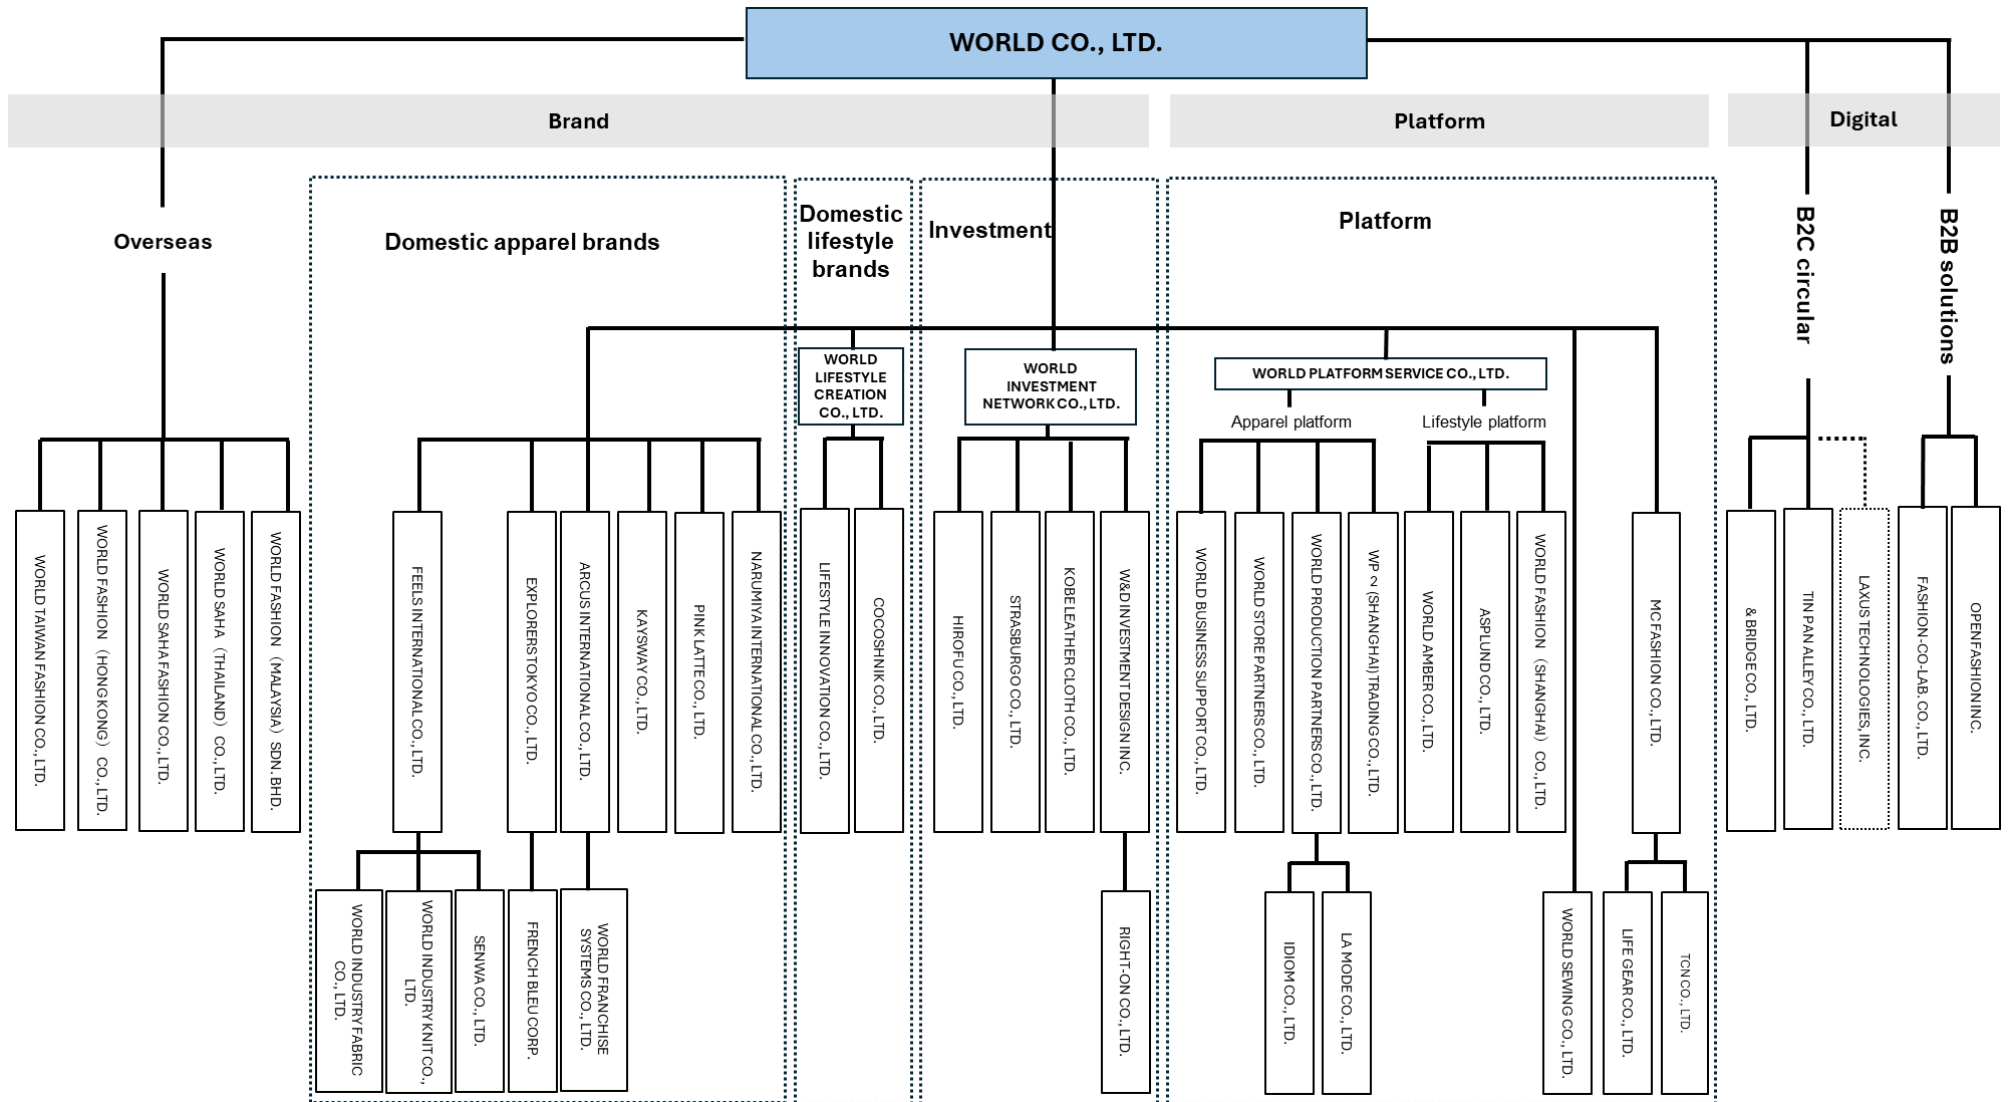 WORLD CO., LTD.
Brand
Platform
Digital
Overseas
Domestic apparel brands
Domestic
lifestyle
brands
Investment
Platform
B2C circular
B2B solutions
WORLD
LIFESTYLE
CREATION
CO., LTD.
WORLD
INVESTMENT
NETWORK CO., LTD.
WORLD PLATFORM SERVICE CO., LTD.
Apparel platform
Lifestyle platform
WORLD TAIWAN FASHION CO., LTD.
WORLD FASHION（HONG KONG）CO., LTD.
WORLD SAHA FASHION CO., LTD.
WORLD SAHA（THAILAND）CO., LTD.
WORLD FASHION（MALAYSIA）SDN. BHD.
FEELS INTERNATIONAL CO., LTD.
EXPLORERS TOKYO CO., LTD.
ARCUS INTERNATIONAL CO., LTD.
KAYSWAY CO., LTD.
PINK LATTE CO., LTD.
NARUMIYA INTERNATIONAL CO., LTD.
LIFESTYLE INNOVATION CO., LTD.
COCOSHNIK CO., LTD.
HIROFU CO., LTD.
STRASBURGO CO., LTD.
KOBE LEATHER CLOTH CO., LTD.
W&D INVESTMENT DESIGN INC.
WORLD BUSINESS SUPPORT CO., LTD.
WORLD STORE PARTNERS CO., LTD.
WORLD PRODUCTION PARTNERS CO., LTD.
WP2 (SHANGHAI) TRADING CO., LTD.
WORLD AMBER CO., LTD.
ASPLUND CO., LTD.
WORLD FASHION（SHANGHAI）CO., LTD.
MC FASHION CO., LTD.
& BRIDGE CO., LTD.
TIN PAN ALLEY CO., LTD.
LAXUS TECHNOLOGIES, INC.
FASHION-CO-LAB. CO., LTD.
OPENFASHION INC.
WORLD INDUSTRY FABRIC
CO., LTD.
WORLD INDUSTRY KNIT CO.,
LTD.
SENWA CO., LTD.
FRENCH BLEU CORP.
WORLD FRANCHISE
SYSTEMS CO., LTD.
RIGHT-ON CO., LTD.
IDIOM CO., LTD.
LA MODE CO., LTD.
WORLD SEWING CO., LTD.
LIFE GEAR CO., LTD.
TCN CO., LTD.